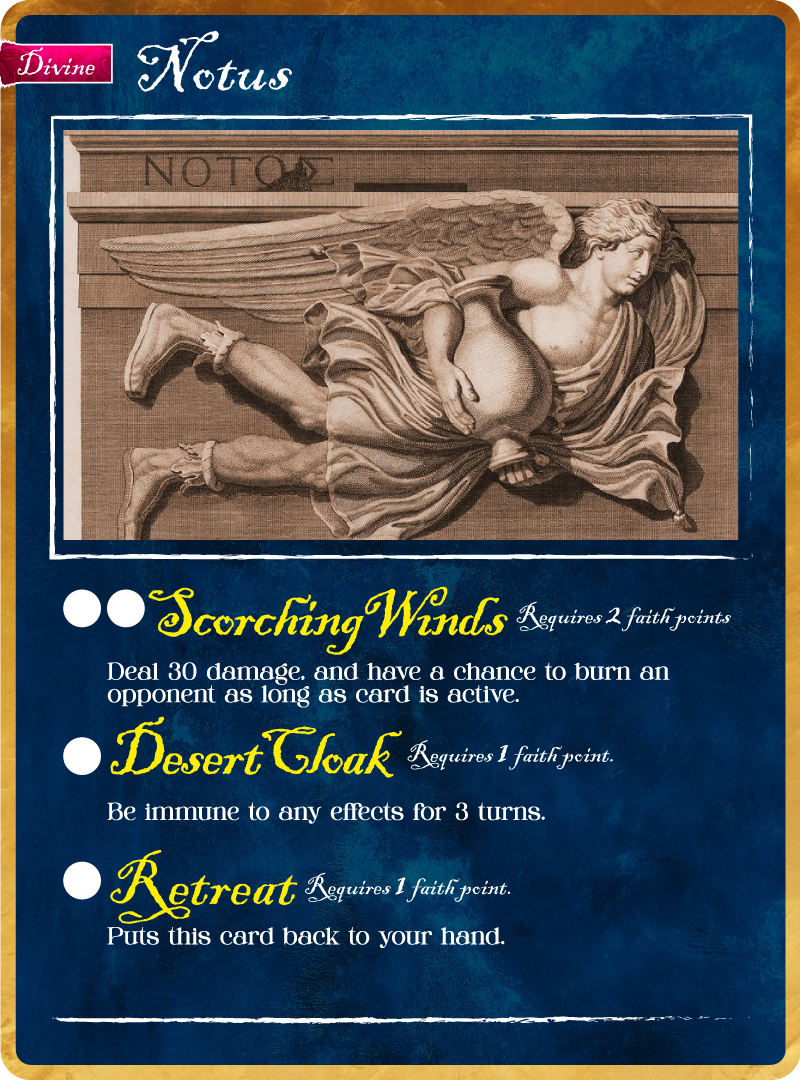 Divine
Notus
ΝΟΤΟΣ
Scorching Winds Requires 2 faith points
Deal 30 damage. and have a chance to burn an
opponent as long as card is active.
Desert Cloak Requires 1 faith point.
Be immune to any effects for 3 turns.
Retreat Requires 1 faith point.
Puts this card back to your hand.